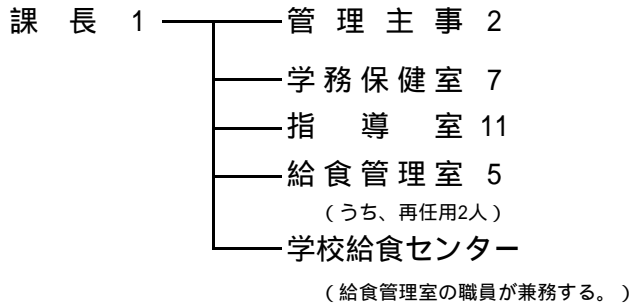 課長 1 管理主事 2
学務保健室 7
指導室 11
給食管理室 5
(うち、再任用2人)
学校給食センター
(給食管理室の職員が兼務する。)